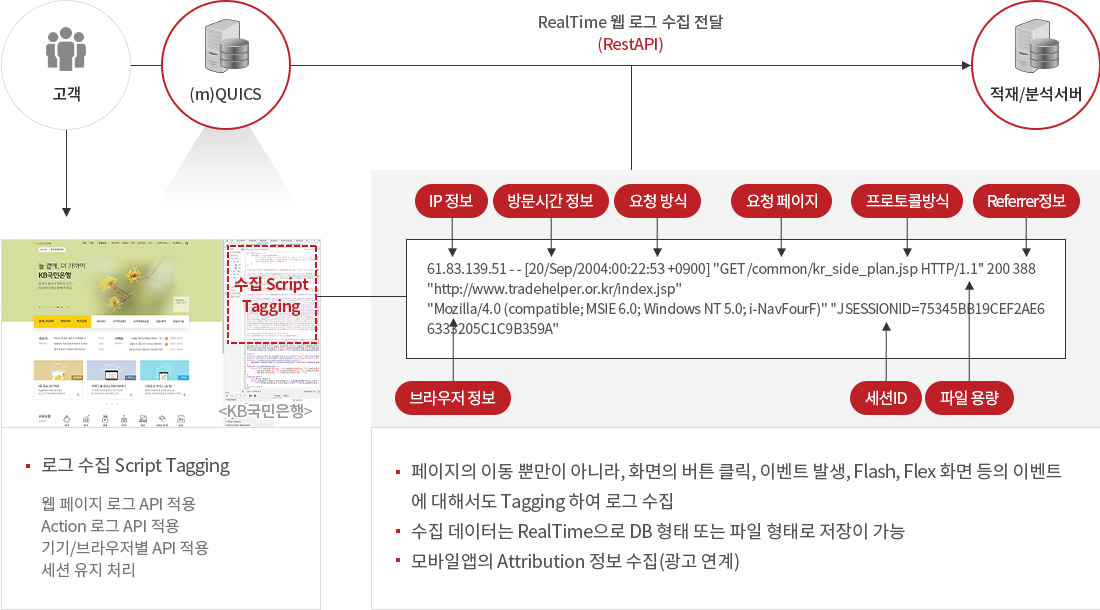 RealTime 웹 로그 수집 전달
(RestAPI)
고객
(m)QUICS
적재/분석서버
IP 정보
방문시간 정보
요청 방식
요청 페이지
프로토콜방식
Referrer정보
61.83.139.51 - - [20/Sep/2004:00:22:53 +0900] "GET /common/kr_side_plan.jsp HTTP/1.1" 200 388
"http://www.tradehelper.or.kr/index.jsp"
"Mozilla/4.0 (compatible; MSIE 6.0; Windows NT 5.0; i-NavFourF)" "JSESSIONID=75345BB19CEF2AE6
6333205C1C9B359A"
브라우저 정보
세션ID
파일 용량
늘 곁에, 더 가까이
KB국민은행
수집 Script
Tagging
<KB국민은행>
로그 수집 Script Tagging
웹 페이지 로그 API 적용
Action 로그 API 적용
기기/브라우저별 API 적용
세션 유지 처리
페이지의 이동 뿐만이 아니라, 화면의 버튼 클릭, 이벤트 발생, Flash, Flex 화면 등의 이벤트
에 대해서도 Tagging 하여 로그 수집
수집 데이터는 RealTime으로 DB 형태 또는 파일 형태로 저장이 가능
모바일앱의 Attribution 정보 수집(광고 연계)